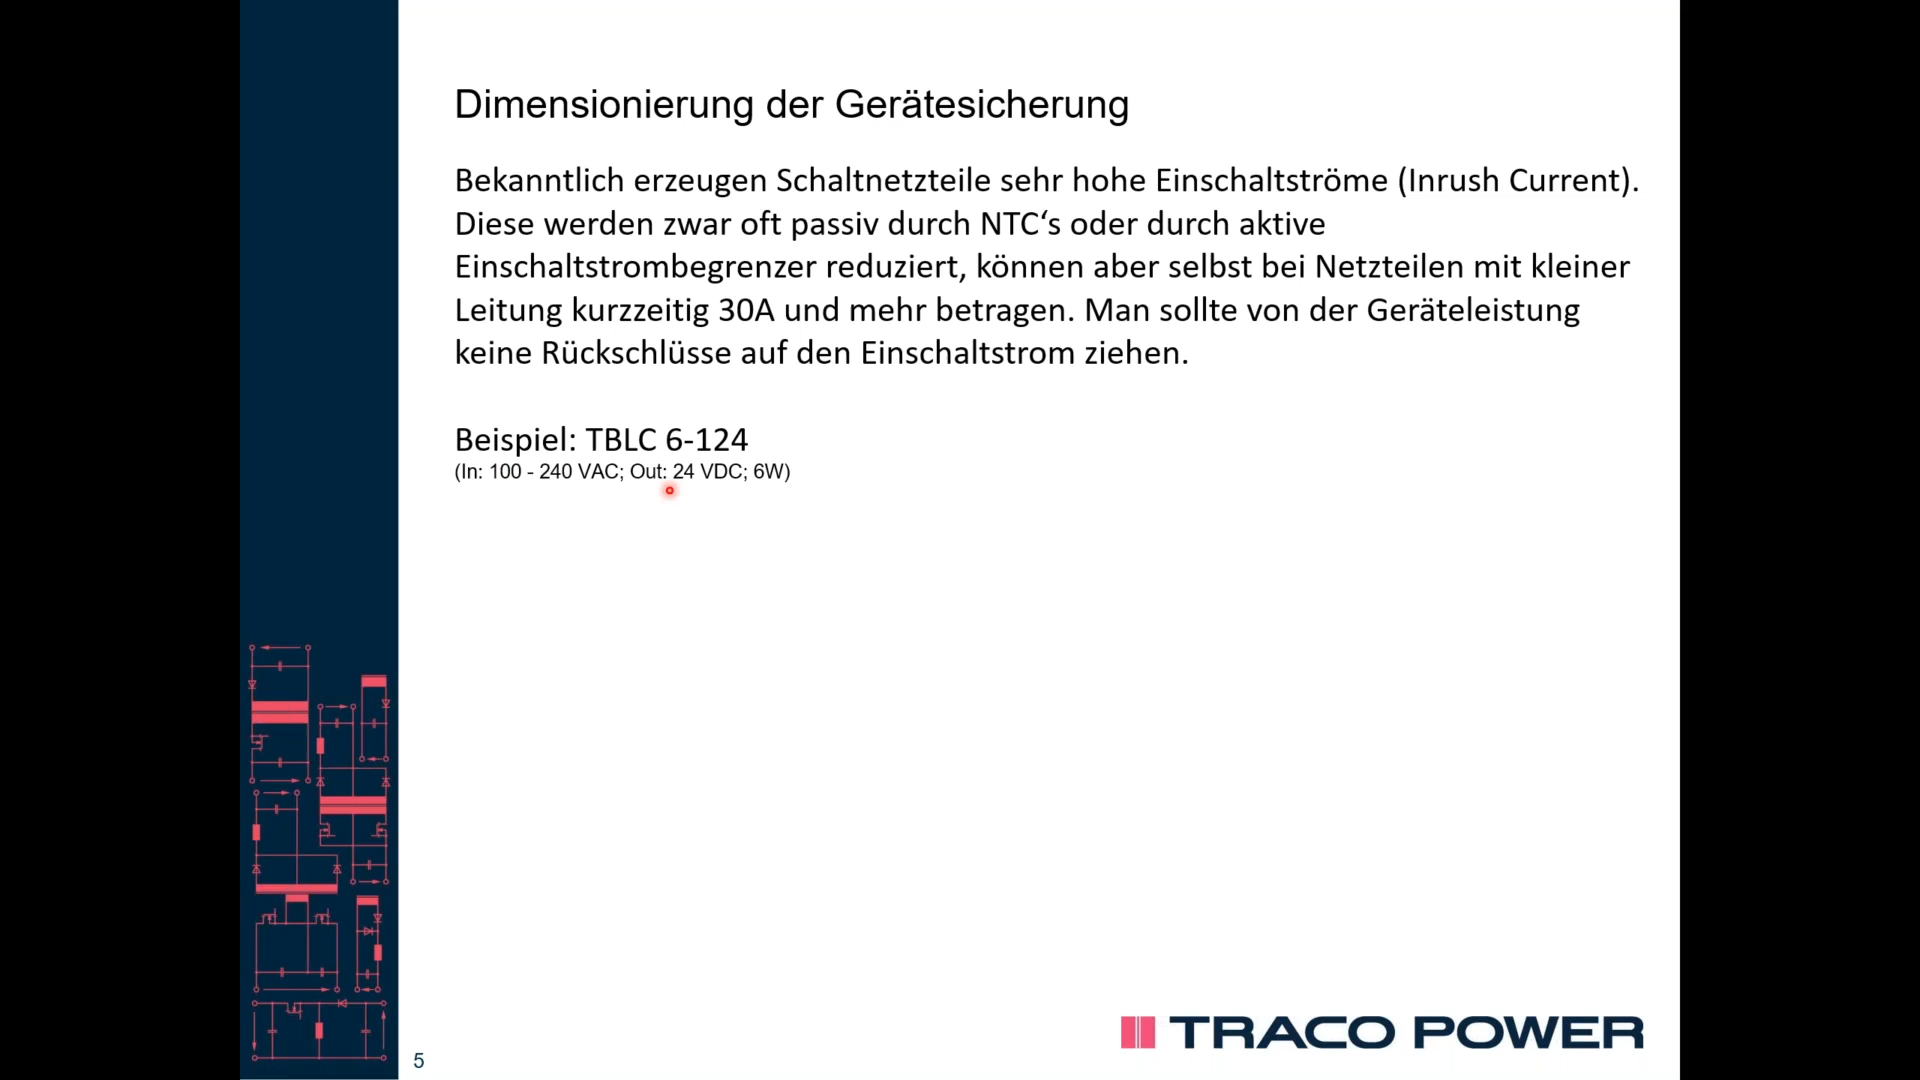 Dimensionierung der Gerätesicherung
Bekanntlich erzeugen Schaltnetzteile sehr hohe Einschaltströme (Inrush Current).
Diese werden zwar oft passiv durch NTC‘s oder durch aktive
Einschaltstrombegrenzer reduziert, können aber selbst bei Netzteilen mit kleiner
Leitung kurzzeitig 30A und mehr betragen. Man sollte von der Geräteleistung
keine Rückschlüsse auf den Einschaltstrom ziehen.
Beispiel: TBLC 6-124
(In: 100 - 240 VAC; Out: 24 VDC; 6W)
TRACO POWER
5